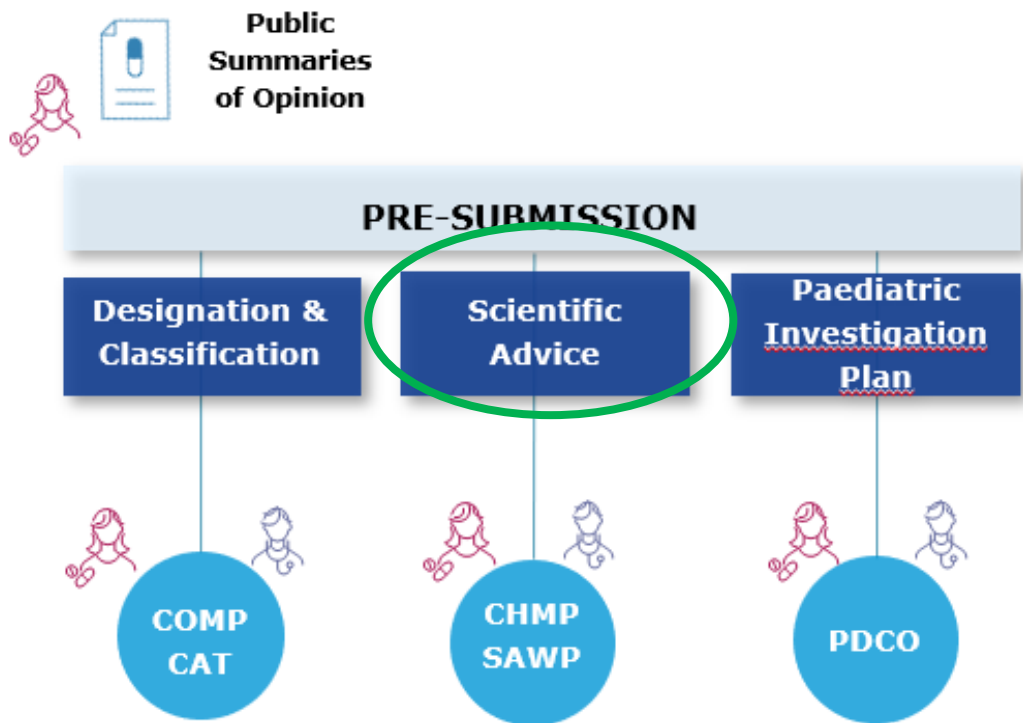 Public
Summaries
of Opinion
PRE-SUBMISSION
Designation &
Classification
Scientific
Advice
Paediatric
Investigation
Plan
COMP
CAT
CHMP
SAWP
PDCO